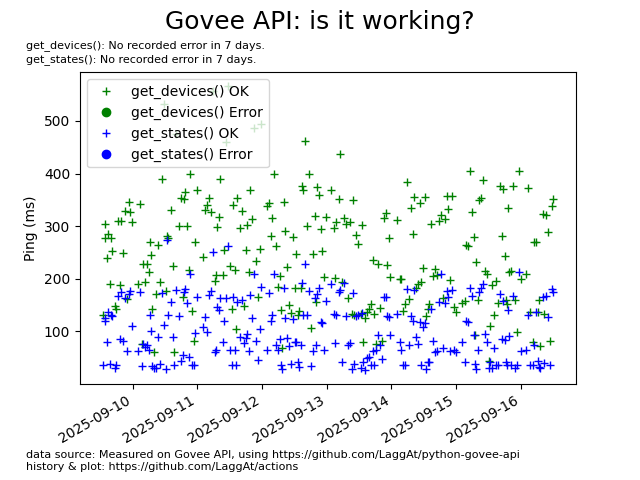 Govee API: is it working?
get_devices(): No recorded error in 7 days.
get_states(): No recorded error in 7 days.
get_devices() OK
get_devices() Error
get_states() OK
get_states() Error
Ping (ms)
500
400
300
200
100
2025-09-10
2025-09-11
2025-09-12
2025-09-13
2025-09-14
2025-09-15
2025-09-16
data source: Measured on Govee API, using https://github.com/LaggAt/python-govee-api
history & plot: https://github.com/LaggAt/actions